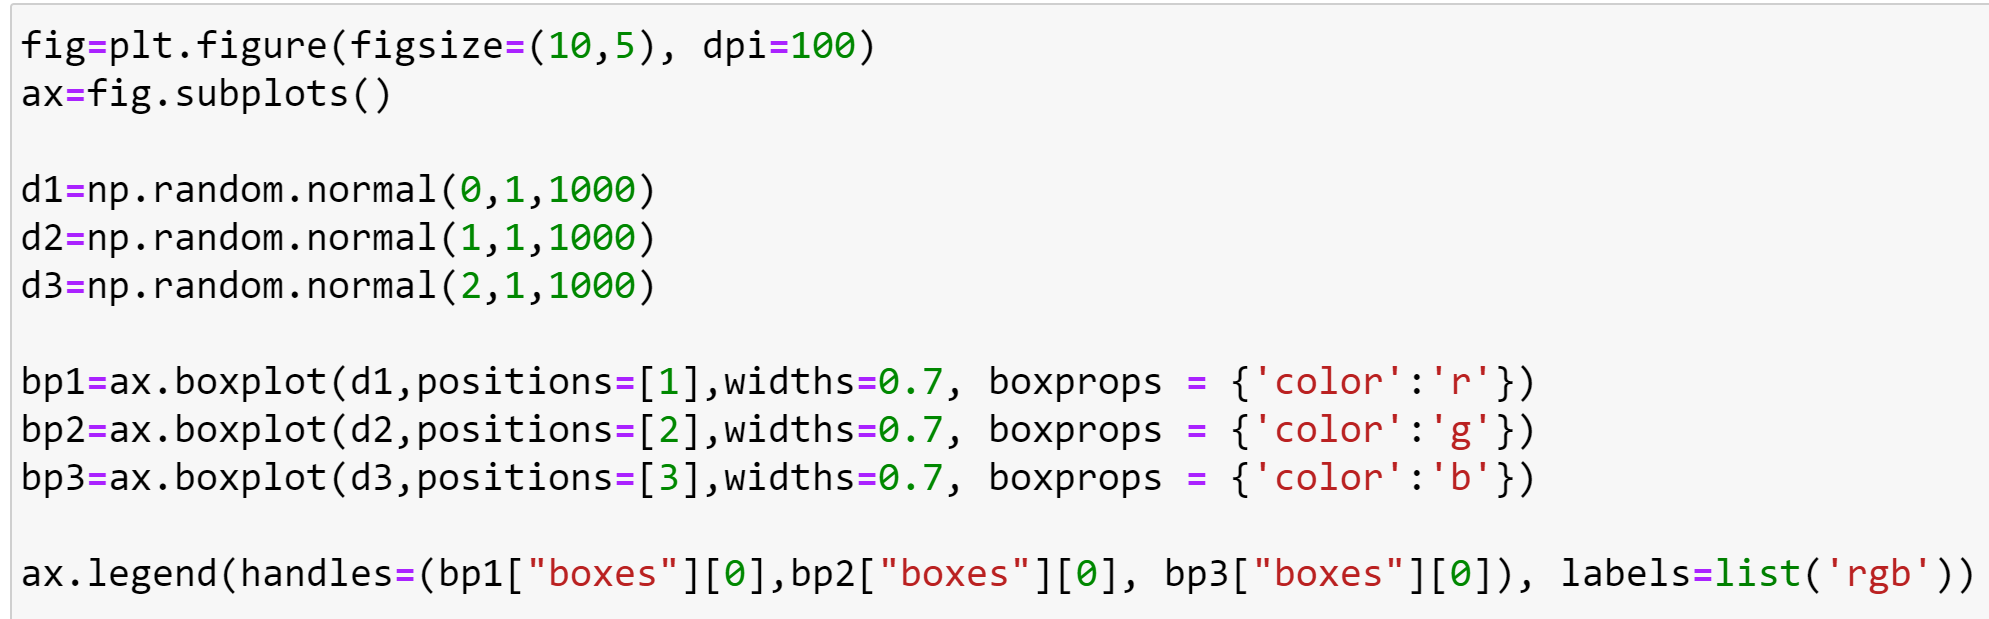 fig=plt.figure(figsize=(10,5), dpi=100)
ax=fig.subplots()
d1=np.random.normal(0,1,1000)
d2=np.random.normal(1,1,1000)
d3=np.random.normal(2,1,1000)
bp1=ax.boxplot(d1,positions=[1],widths=0.7, boxprops = {'color':'r'})
bp2=ax.boxplot(d2,positions=[2],widths=0.7, boxprops = {'color':'g'})
bp3=ax.boxplot(d3,positions=[3],widths=0.7, boxprops = {'color':'b'})
ax.legend(handles=(bp1["boxes"][0],bp2["boxes"][0], bp3["boxes"][0]), labels=list('rgb'))